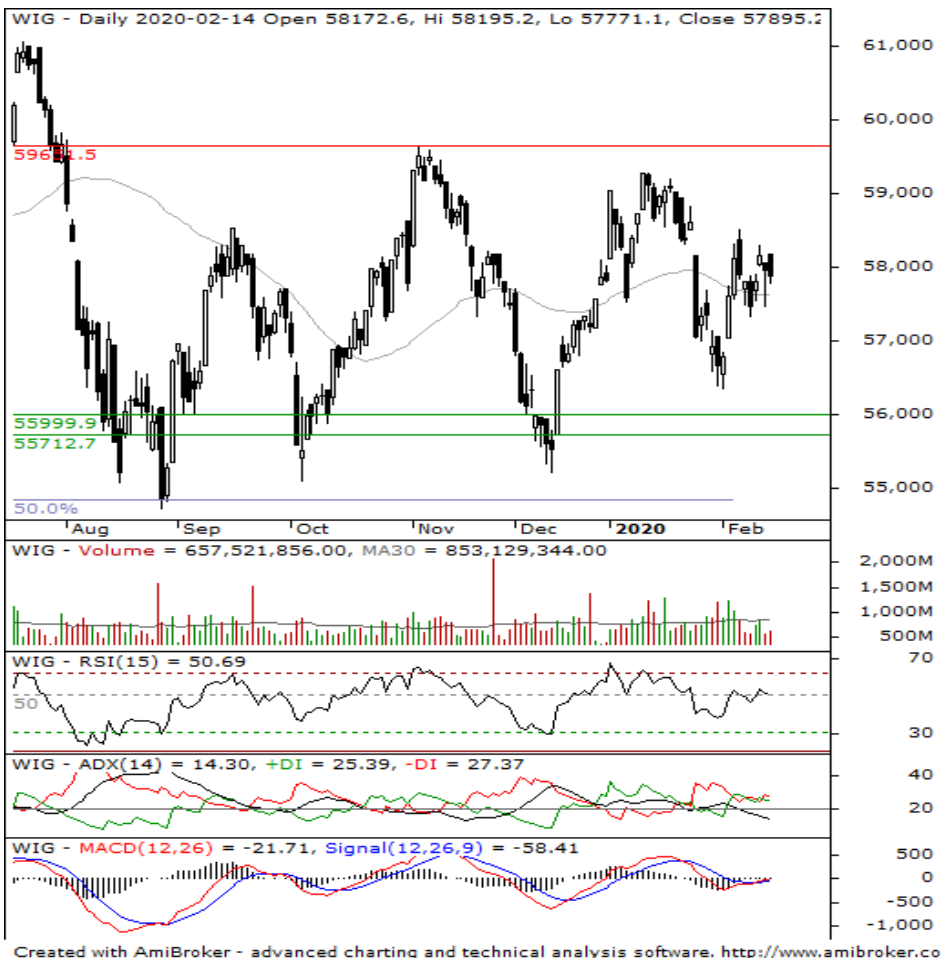 WIG - Daily 2020-02-14 Open 58172.6, Hi 58195.2, Lo 57771.1, Close 57895.2
61,000
60,000
59,000
58,000
57,000
56,000
55999.9
55712.7
55,000
50.0%
Aug Sep Oct Nov Dec 2020 Feb
WIG - Volume = 657,521,856.00, MA30 = 853,129,344.00
2,000M
1,500M
1,000M
500M
WIG - RSI(15) = 50.69
70
50
30
WIG - ADX(14) = 14.30, +DI = 25.39, -DI = 27.37
40
20
WIG - MACD(12,26) = -21.71, Signal(12,26,9) = -58.41
500
0
-500
-1,000
Created with AmiBroker - advanced charting and technical analysis software. http://www.amibroker.co